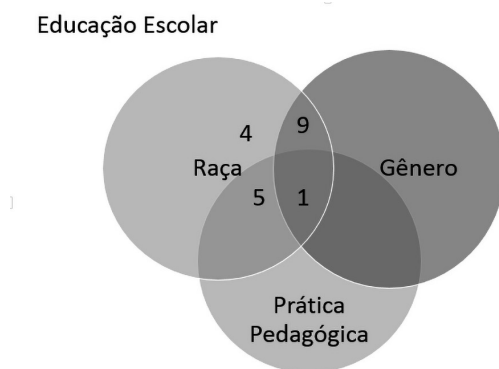 Educação Escolar
4
9
Raça
Gênero
5
1
Prática
Pedagógica